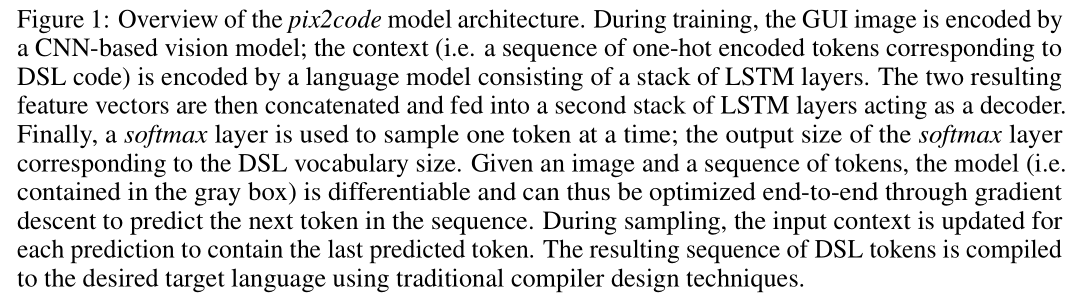 Figure 1: Overview of the pix2code model architecture. During training, the GUI image is encoded by
a CNN-based vision model; the context (i.e. a sequence of one-hot encoded tokens corresponding to
DSL code) is encoded by a language model consisting of a stack of LSTM layers. The two resulting
feature vectors are then concatenated and fed into a second stack of LSTM layers acting as a decoder.
Finally, a softmax layer is used to sample one token at a time; the output size of the softmax layer
corresponding to the DSL vocabulary size. Given an image and a sequence of tokens, the model (i.e.
contained in the gray box) is differentiable and can thus be optimized end-to-end through gradient
descent to predict the next token in the sequence. During sampling, the input context is updated for
each prediction to contain the last predicted token. The resulting sequence of DSL tokens is compiled
to the desired target language using traditional compiler design techniques.